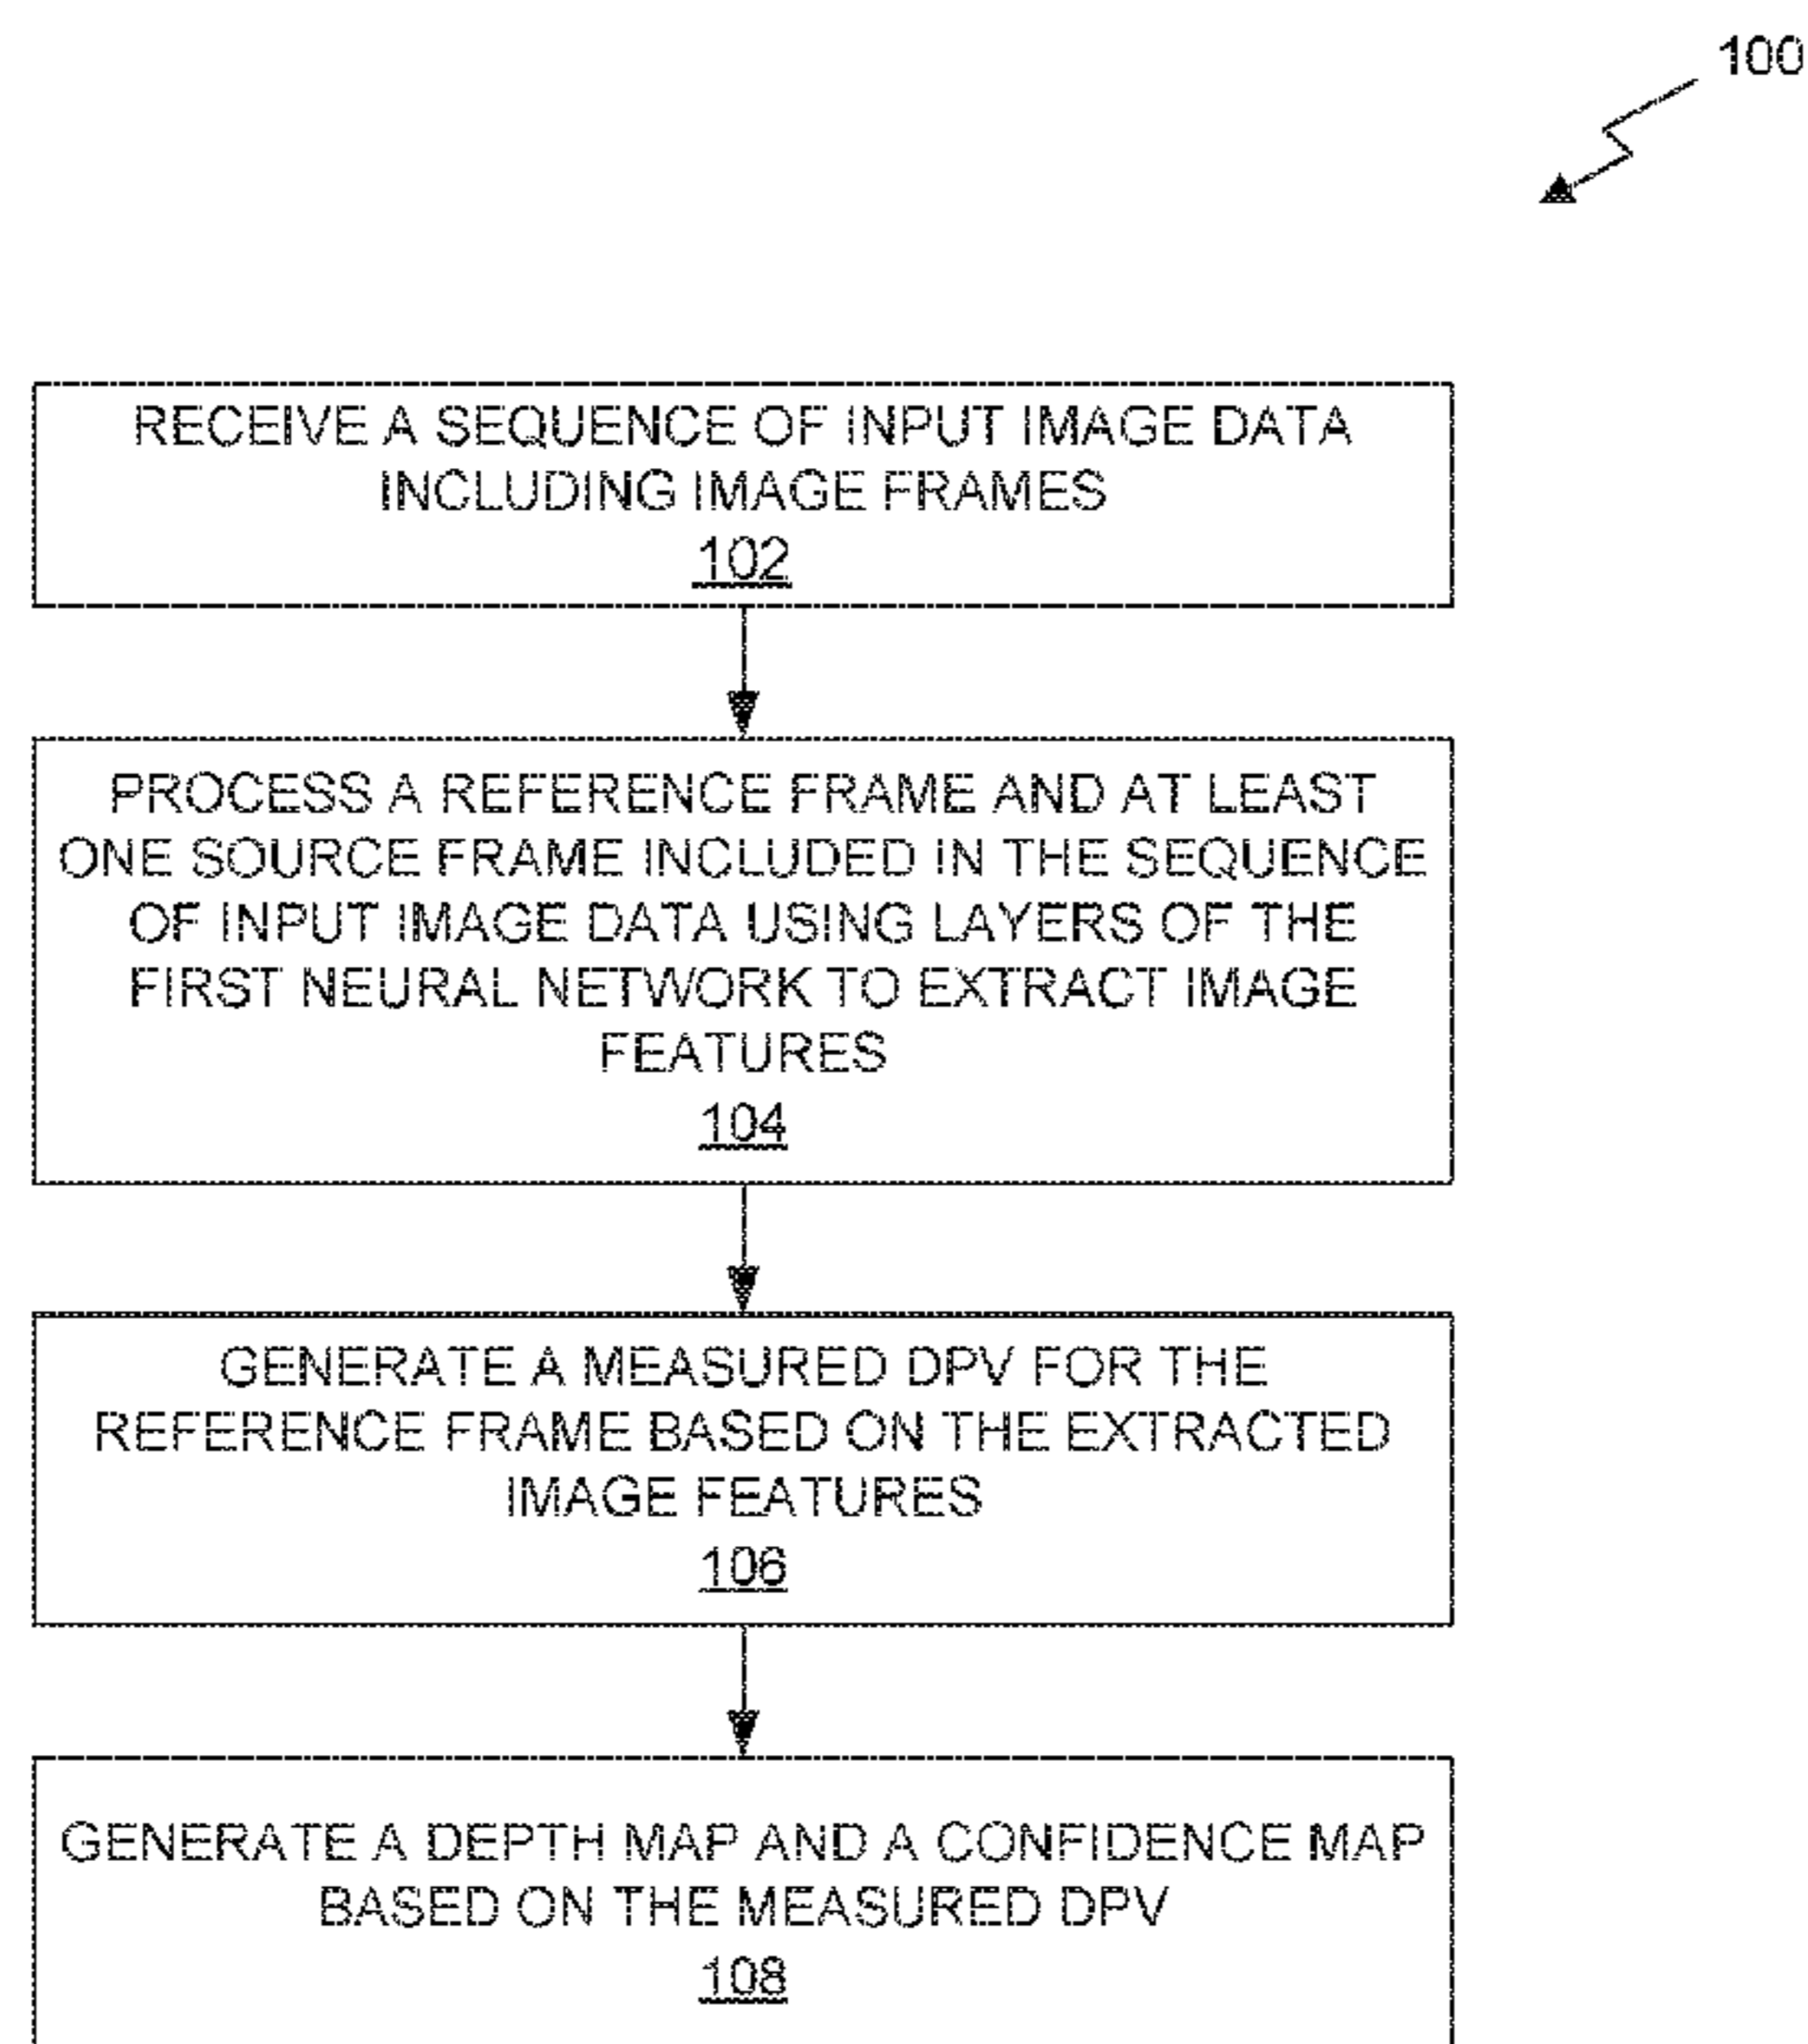 100
RECEIVE A SEQUENCE OF INPUT IMAGE DATA
INCLUDING IMAGE FRAMES
102
PROCESS A REFERENCE FRAME AND AT LEAST
ONE SOURCE FRAME INCLUDED IN THE SEQUENCE
OF INPUT IMAGE DATA USING LAYERS OF THE
FIRST NEURAL NETWORK TO EXTRACT IMAGE
FEATURES
104
GENERATE A MEASURED DPV FOR THE
REFERENCE FRAME BASED ON THE EXTRACTED
IMAGE FEATURES
106
GENERATE A DEPTH MAP AND A CONFIDENCE MAP
BASED ON THE MEASURED DPV
108